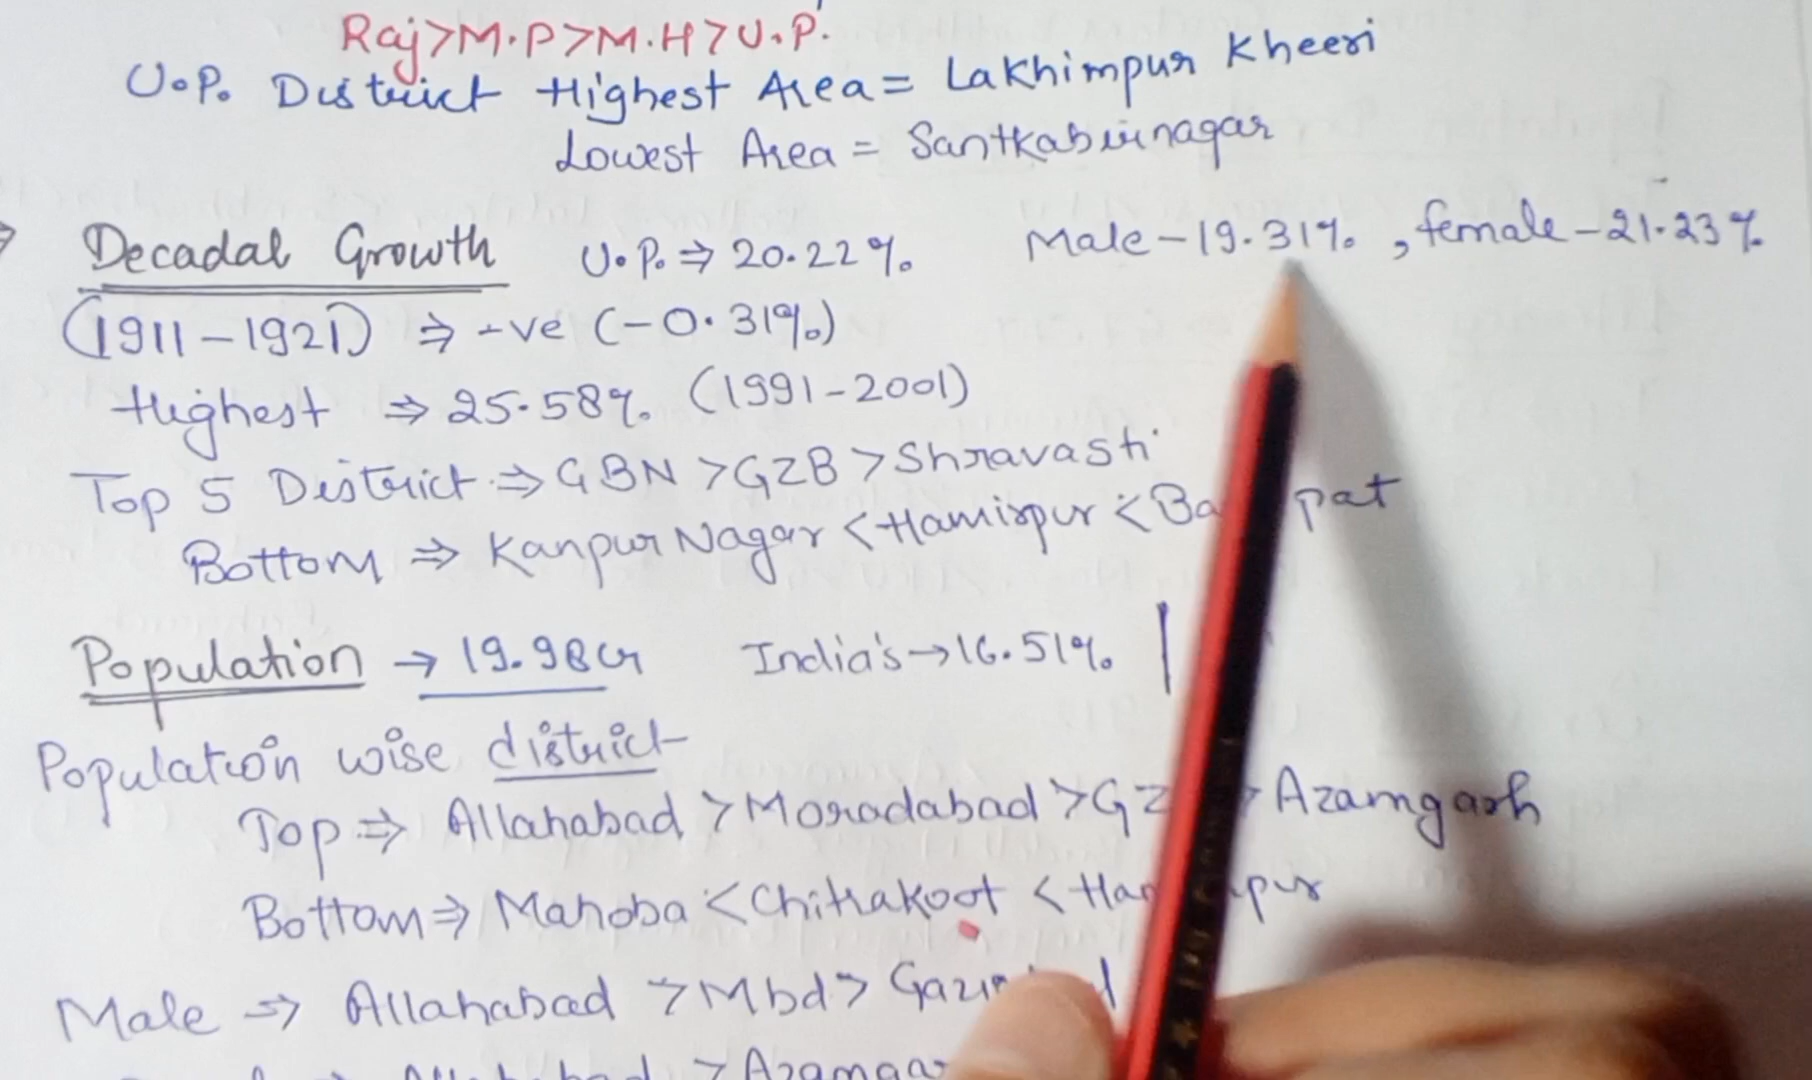 Raj>M.P>M.H>U.P.
U.P. District Highest Area = Lakhimpur Kheeri
Lowest Area = Santkabirnagar
Decadal Growth U.P. ⇒ 20.22% Male - 19.31%, female - 21.23%
(1911-1921) ⇒ -ve (-0.31%)
Highest ⇒ 25.58% (1991-2001)
Top 5 District ⇒ GBN > GZB > Shravasti
Bottom ⇒ Kanpur Nagar < Hamirpur <
Population → 19.98 Cr India's → 16.51%
Population wise district
Top ⇒ Allahabad > Moradabad > Azamgarh
Bottom ⇒ Mahoba < Chitrakoot <
Male ⇒ Allahabad > Mbd >